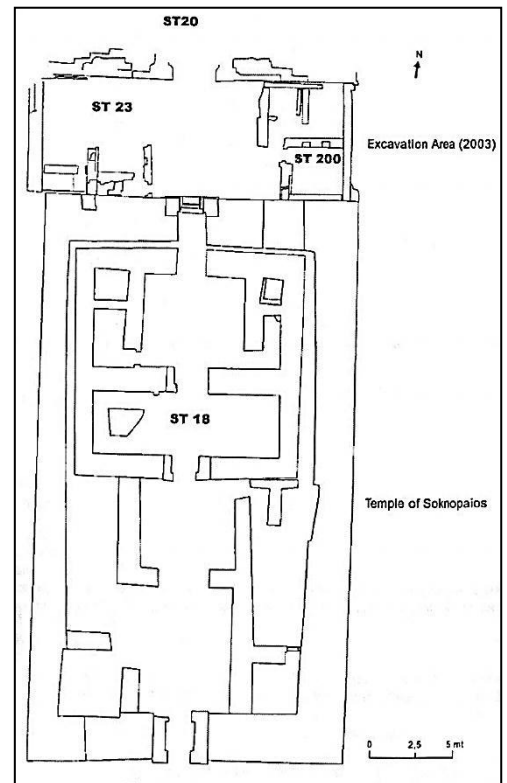 ST20
N
ST 23
Excavation Area (2003)
ST 200
ST 18
Temple of Soknopaios
0 2,5 5 mt